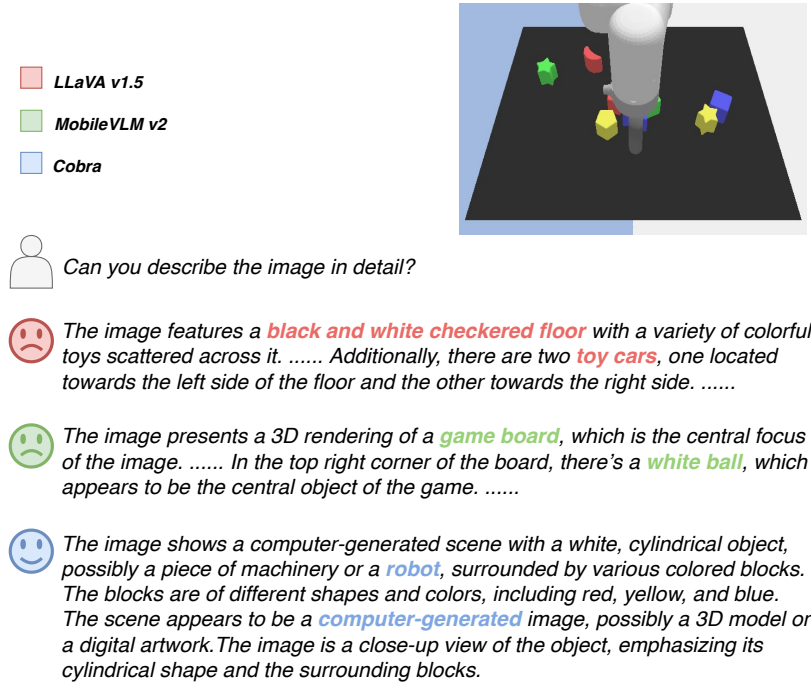 LLaVA v1.5
MobileVLM v2
Cobra
Can you describe the image in detail?
The image features a black and white checkered floor with a variety of colorful
toys scattered across it. ...... Additionally, there are two toy cars, one located
towards the left side of the floor and the other towards the right side. ......
The image presents a 3D rendering of a game board, which is the central focus
of the image. ...... In the top right corner of the board, there's a white ball, which
appears to be the central object of the game. ......
The image shows a computer-generated scene with a white, cylindrical object,
possibly a piece of machinery or a robot, surrounded by various colored blocks.
The blocks are of different shapes and colors, including red, yellow, and blue.
The scene appears to be a computer-generated image, possibly a 3D model or
a digital artwork.The image is a close-up view of the object, emphasizing its
cylindrical shape and the surrounding blocks.